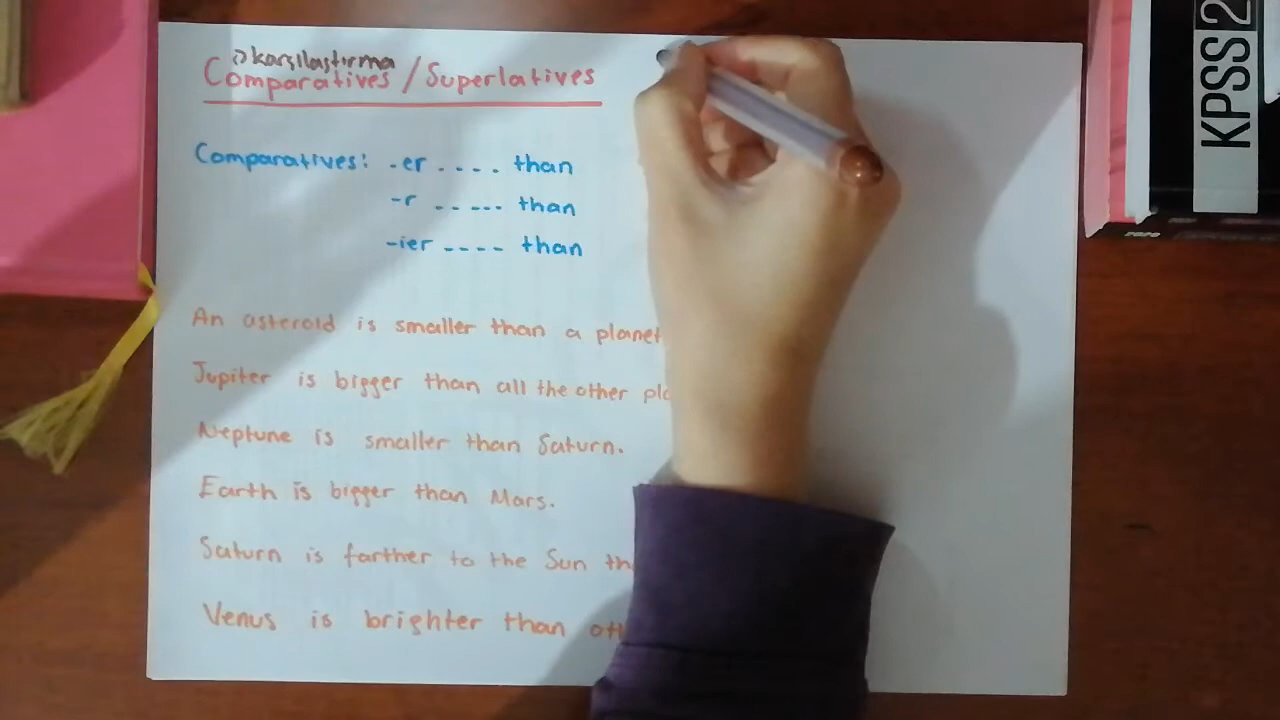 →karşılaştırma
Comparatives / Superlatives
Comparatives: -er .... than
-r ..... than
-ier ---- than
An asteroid is smaller than a planet
Jupiter is bigger than all the other
Neptune is smaller than Saturn.
Earth is bigger than Mars.
Saturn is farther to the Sun
Venus is brighter than
KPSS